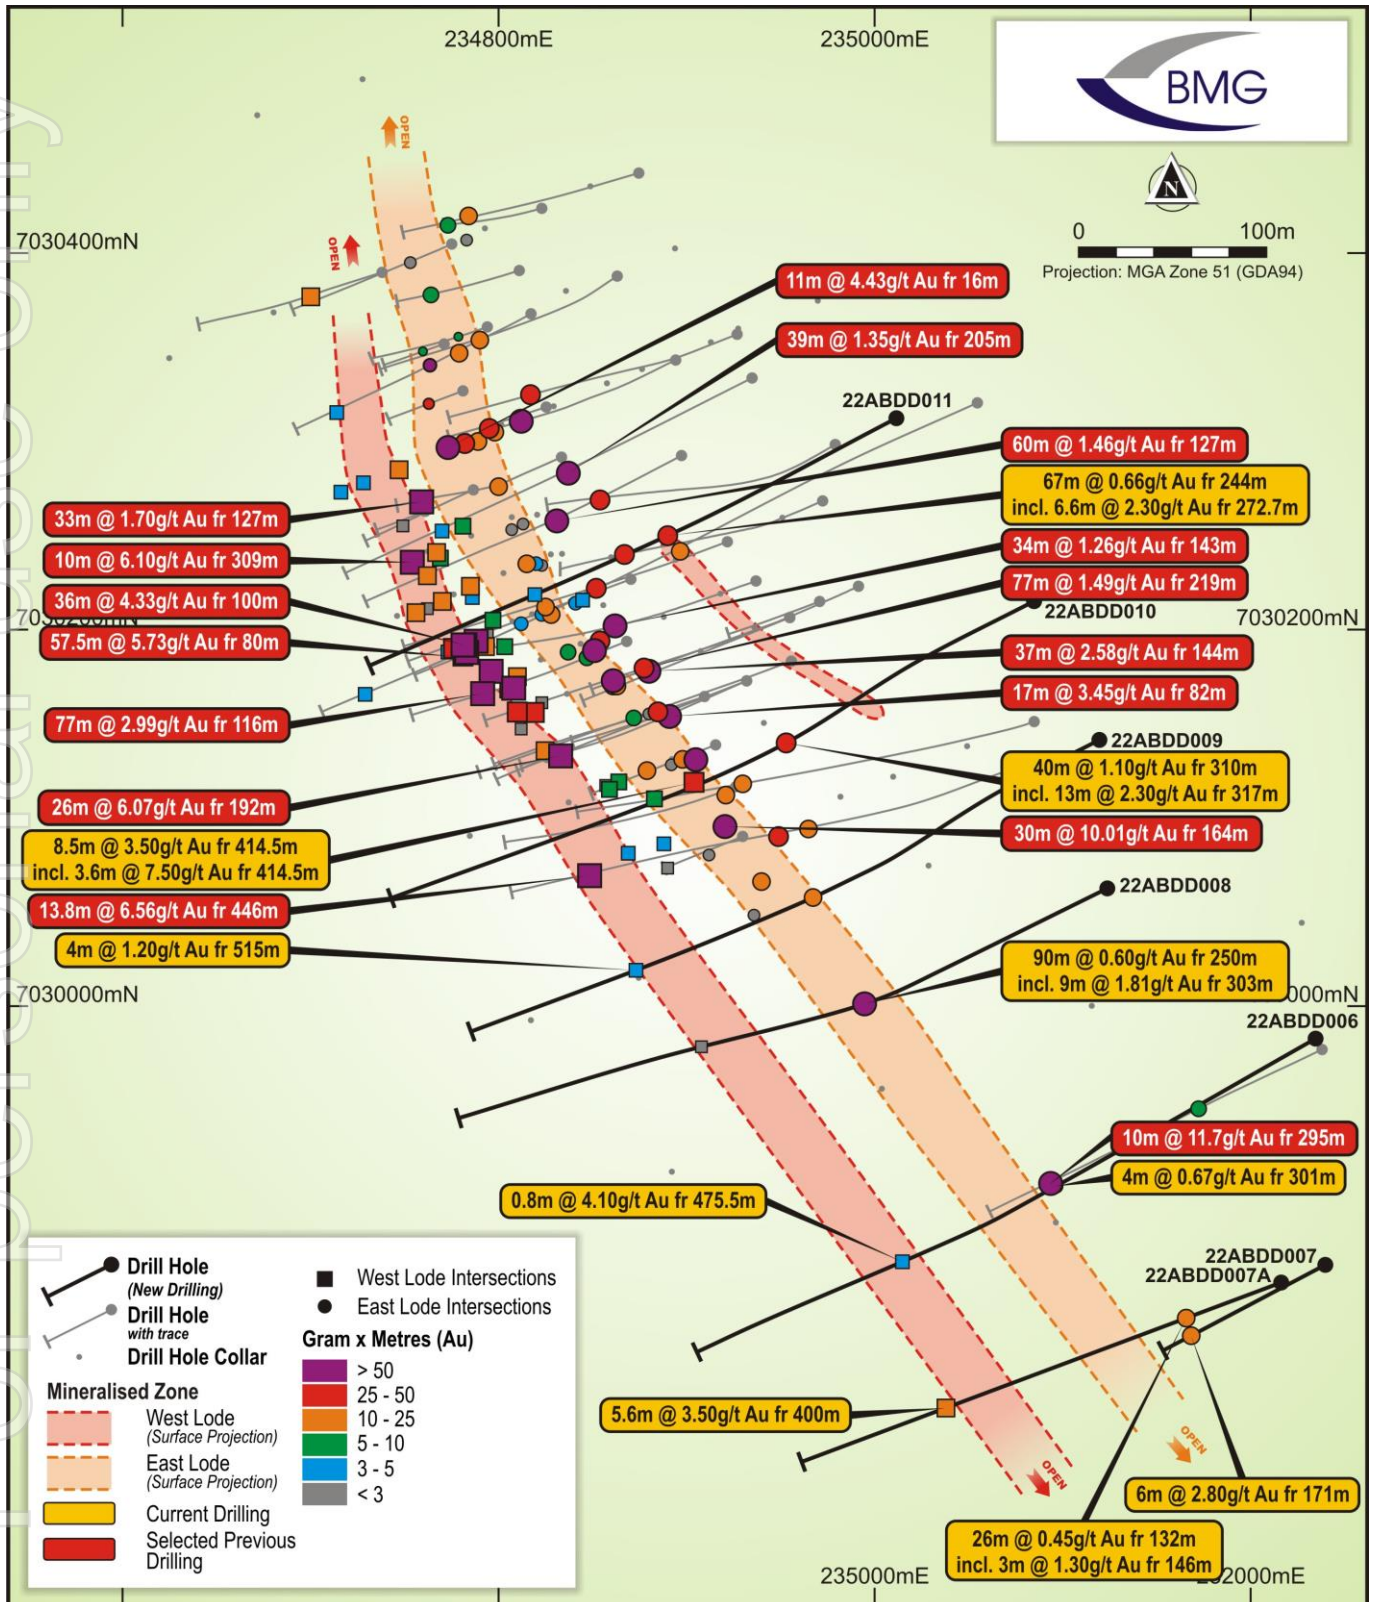 234800mE
235000mE
BMG
N
0
100m
Projection: MGA Zone 51 (GDA94)
OPEN
OPEN
7030400mN
11m @ 4.43g/t Au fr 16m
39m @ 1.35g/t Au fr 205m
22ABDD011
60m @ 1.46g/t Au fr 127m
67m @ 0.66g/t Au fr 244m
incl. 6.6m @ 2.30g/t Au fr 272.7m
34m @ 1.26g/t Au fr 143m
77m @ 1.49g/t Au fr 219m
22ABDD010
7030200mN
37m @ 2.58g/t Au fr 144m
17m @ 3.45g/t Au fr 82m
22ABDD009
40m @ 1.10g/t Au fr 310m
incl. 13m @ 2.30g/t Au fr 317m
30m @ 10.01g/t Au fr 164m
22ABDD008
90m @ 0.60g/t Au fr 250m
incl. 9m @ 1.81g/t Au fr 303m
000mN
22ABDD006
10m @ 11.7g/t Au fr 295m
4m @ 0.67g/t Au fr 301m
33m @ 1.70g/t Au fr 127m
10m @ 6.10g/t Au fr 309m
36m @ 4.33g/t Au fr 100m
7030200mN
57.5m @ 5.73g/t Au fr 80m
77m @ 2.99g/t Au fr 116m
26m @ 6.07g/t Au fr 192m
8.5m @ 3.50g/t Au fr 414.5m
incl. 3.6m @ 7.50g/t Au fr 414.5m
13.8m @ 6.56g/t Au fr 446m
4m @ 1.20g/t Au fr 515m
7030000mN
0.8m @ 4.10g/t Au fr 475.5m
22ABDD007
22ABDD007A
5.6m @ 3.50g/t Au fr 400m
OPEN
OPEN
6m @ 2.80g/t Au fr 171m
26m @ 0.45g/t Au fr 132m
incl. 3m @ 1.30g/t Au fr 146m
235000mE
232000mE
Drill Hole
(New Drilling)
Drill Hole
with trace
Drill Hole Collar
Mineralised Zone
West Lode
(Surface Projection)
East Lode
(Surface Projection)
Current Drilling
Selected Previous
Drilling
West Lode Intersections
East Lode Intersections
Gram x Metres (Au)
> 50
25 - 50
10 - 25
5 - 10
3 - 5
< 3
For personal use only